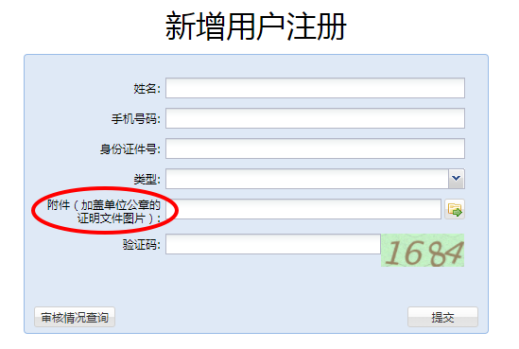 新增用户注册
姓名:
手机号码:
身份证件号:
类型:
附件（加盖单位公章的
证明文件图片）:
验证码:
1684
审核情况查询
提交